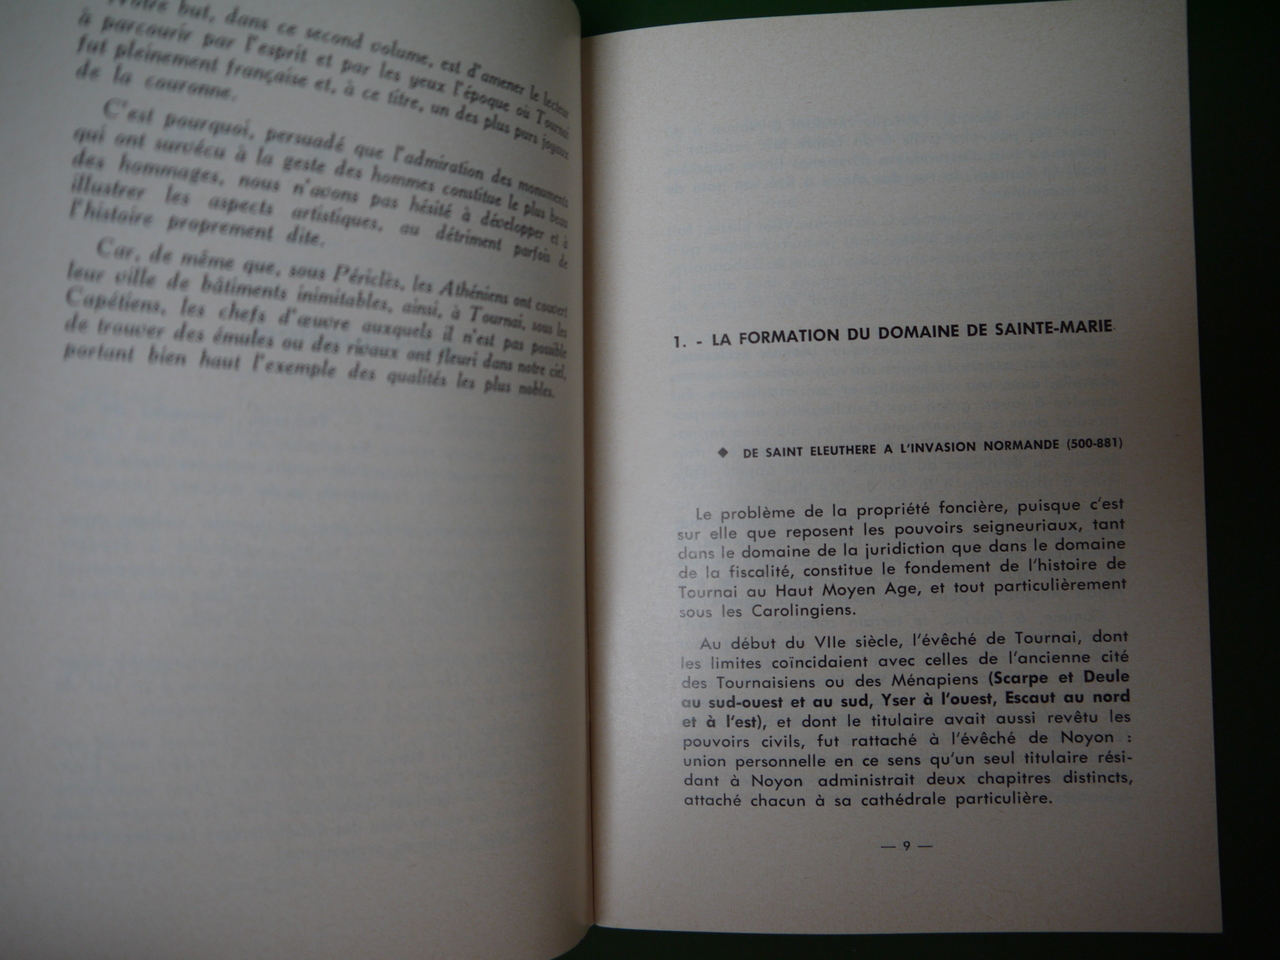 Notre but, dans ce second volume, est d'amener le lecteur
à parcourir par l'esprit et par les yeux l'époque où Tournai
fut pleinement française et, à ce titre, un des plus purs joyaux
de la couronne.
C'est pourquoi, persuadé que l'admiration des monuments
qui ont survécu à la geste des hommes constitue le plus beau
des hommages, nous n'avons pas hésité à développer et à
illustrer les aspects artistiques, au détriment parfois de
l'histoire proprement dite.
Car, de même que, sous Périclès, les Athéniens ont couvert
leur ville de bâtiments inimitables, ainsi, à Tournai, sous les
Capétiens, les chefs d'œuvre auxquels il n'est pas possible
de trouver des émules ou des rivaux ont fleuri dans notre ciel,
portant bien haut l'exemple des qualités les plus nobles.
1. - LA FORMATION DU DOMAINE DE SAINTE-MARIE
◆ DE SAINT ELEUTHERE A L'INVASION NORMANDE (500-881)
Le problème de la propriété foncière, puisque c'est
sur elle que reposent les pouvoirs seigneuriaux, tant
dans le domaine de la juridiction que dans le domaine
de la fiscalité, constitue le fondement de l'histoire de
Tournai au Haut Moyen Age, et tout particulièrement
sous les Carolingiens.
Au début du VIIe siècle, l'évêché de Tournai, dont
les limites coïncidaient avec celles de l'ancienne cité
des Tournaisiens ou des Ménapiens (Scarpe et Deule
au sud-ouest et au sud, Yser à l'ouest, Escaut au nord
et à l'est), et dont le titulaire avait aussi revêtu les
pouvoirs civils, fut rattaché à l'évêché de Noyon :
union personnelle en ce sens qu'un seul titulaire rési-
dant à Noyon administrait deux chapitres distincts,
attaché chacun à sa cathédrale particulière.
— 9 —